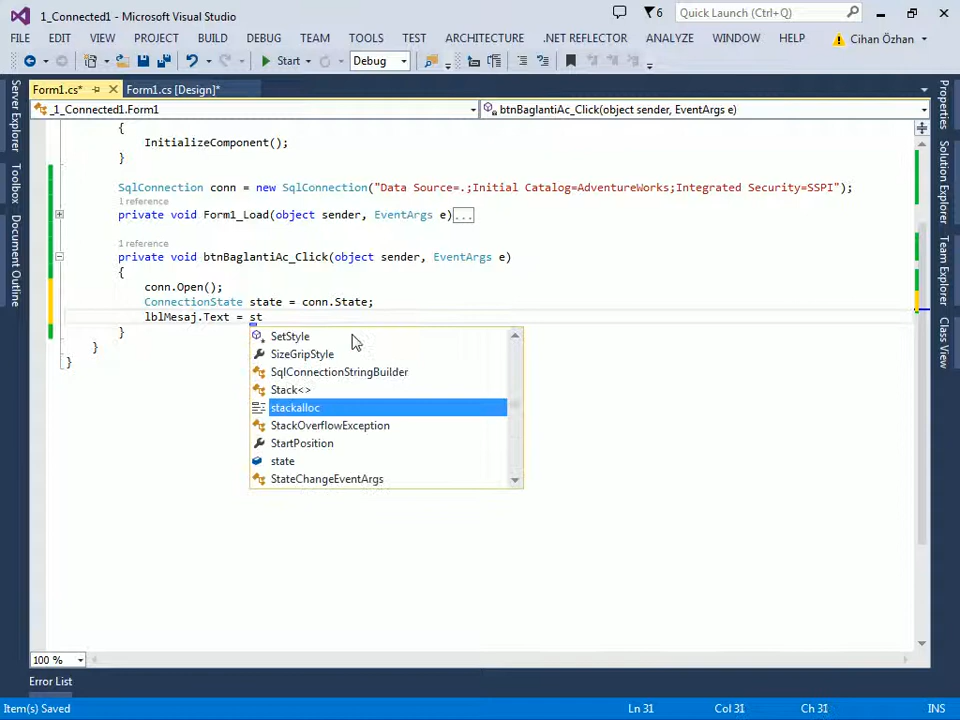 1_Connected1 - Microsoft Visual Studio
6
Quick Launch (Ctrl+Q)
FILE EDIT VIEW PROJECT BUILD DEBUG TEAM TOOLS TEST ARCHITECTURE .NET REFLECTOR ANALYZE WINDOW HELP Cihan Özhan
Start Debug
Form1.cs* Form1.cs [Design]*
_1_Connected1.Form1 btnBaglantiAc_Click(object sender, EventArgs e)
Server Explorer
Toolbox
Document Outline
{
InitializeComponent();
}
SqlConnection conn = new SqlConnection("Data Source=.;Initial Catalog=AdventureWorks;Integrated Security=SSPI");
1 reference
private void Form1_Load(object sender, EventArgs e)...
1 reference
private void btnBaglantiAc_Click(object sender, EventArgs e)
{
conn.Open();
ConnectionState state = conn.State;
lblMesaj.Text = st
}
}
}
SetStyle
SizeGripStyle
SqlConnectionStringBuilder
Stack<>
stackalloc
StackOverflowException
StartPosition
state
StateChangeEventArgs
Properties
Solution Explorer
Team Explorer
Class View
100 %
Error List
Item(s) Saved Ln 31 Col 31 Ch 31 INS